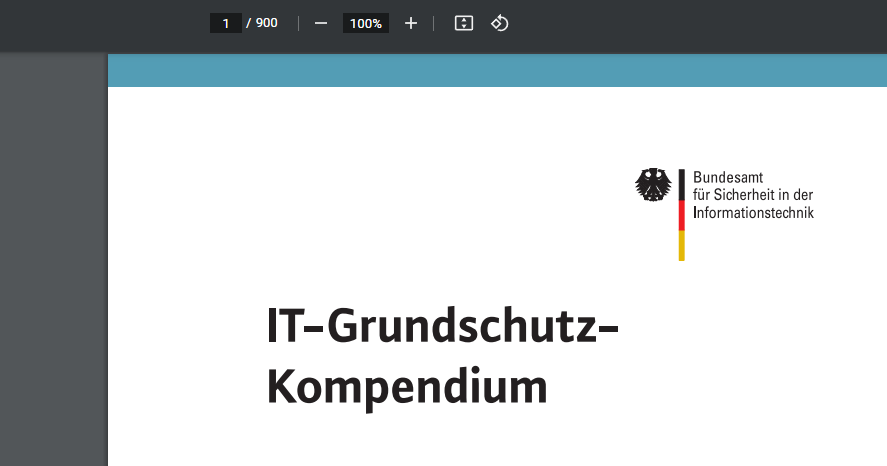 1 / 900 100%
Bundesamt
für Sicherheit in der
Informationstechnik
IT-Grundschutz-
Kompendium